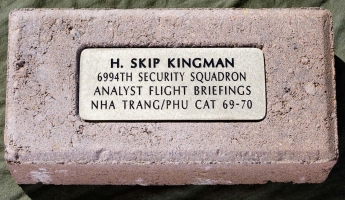 H. SKIP KINGMAN
6994TH SECURITY SQUADRON
ANALYST FLIGHT BRIEFINGS
NHA TRANG/PHU CAT 69-70